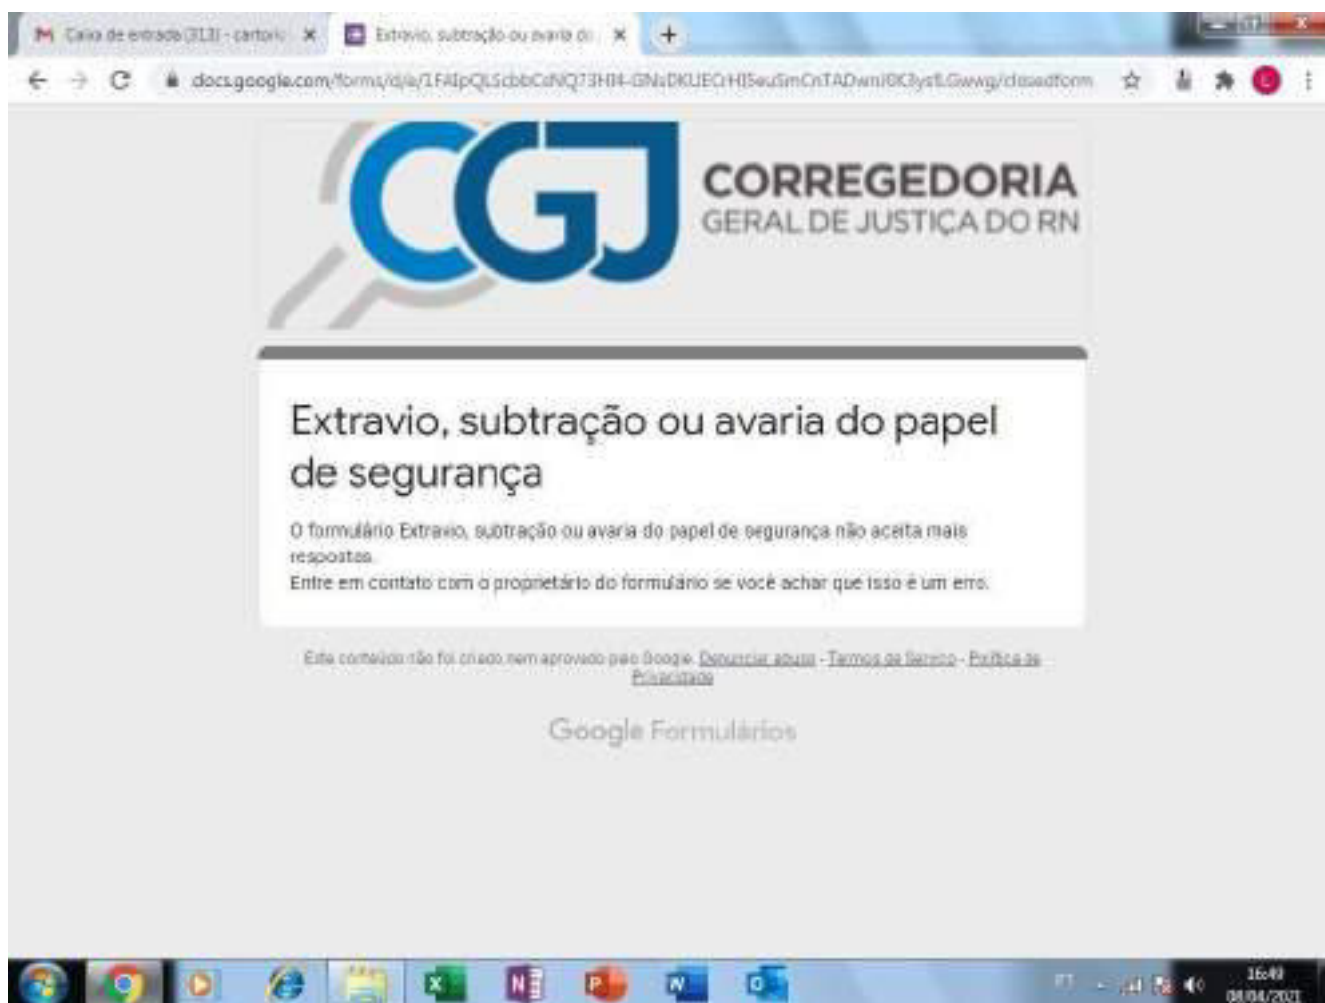 Caixa de entrada (313) - cartori
Extravio, subtração ou avaria do
docs.google.com/forms/d/e/
CGJ
CORREGEDORIA
GERAL DE JUSTIÇA DO RN
Extravio, subtração ou avaria do papel
de segurança
O formulário Extravio, subtração ou avaria do papel de segurança não aceita mais
respostas.
Entre em contato com o proprietário do formulário se você achar que isso é um erro.
Este conteúdo não foi criado nem aprovado pelo Google. Denunciar abuso - Termos de Serviço - Política de
Privacidade
Google Formulários
PT
16:49